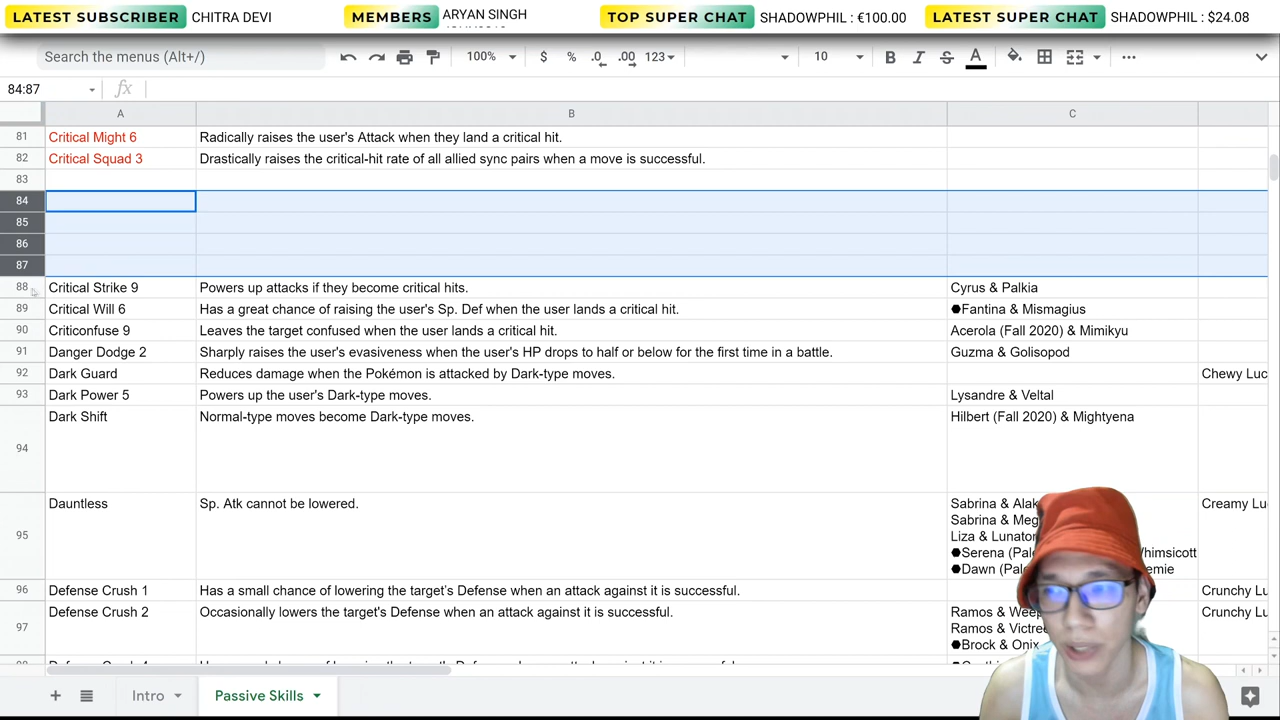 LATEST SUBSCRIBER CHITRA DEVI
MEMBERS ARYAN SINGH
TOP SUPER CHAT SHADOWPHIL : €100.00
LATEST SUPER CHAT SHADOWPHIL : $24.08
Search the menus (Alt+/)
100% $ % .0 .00 123 10 B I S A
84:87 fx
A B C
81 Critical Might 6 Radically raises the user's Attack when they land a critical hit.
82 Critical Squad 3 Drastically raises the critical-hit rate of all allied sync pairs when a move is successful.
83
84
85
86
87
88 Critical Strike 9 Powers up attacks if they become critical hits. Cyrus & Palkia
89 Critical Will 6 Has a great chance of raising the user's Sp. Def when the user lands a critical hit. Fantina & Mismagius
90 Criticonfuse 9 Leaves the target confused when the user lands a critical hit. Acerola (Fall 2020) & Mimikyu
91 Danger Dodge 2 Sharply raises the user's evasiveness when the user's HP drops to half or below for the first time in a battle. Guzma & Golisopod
92 Dark Guard Reduces damage when the Pokémon is attacked by Dark-type moves. Chewy Luc
93 Dark Power 5 Powers up the user's Dark-type moves. Lysandre & Veltal
94 Dark Shift Normal-type moves become Dark-type moves. Hilbert (Fall 2020) & Mightyena
95 Dauntless Sp. Atk cannot be lowered. Sabrina & Alak Creamy Lu
Sabrina & Meg
Liza & Lunaton
Serena (Pale Whimsicott
Dawn (Pale emie
96 Defense Crush 1 Has a small chance of lowering the target's Defense when an attack against it is successful. Crunchy Lu
97 Defense Crush 2 Occasionally lowers the target's Defense when an attack against it is successful. Ramos & Weep Crunchy Lu
Ramos & Victree
Brock & Onix
Intro Passive Skills